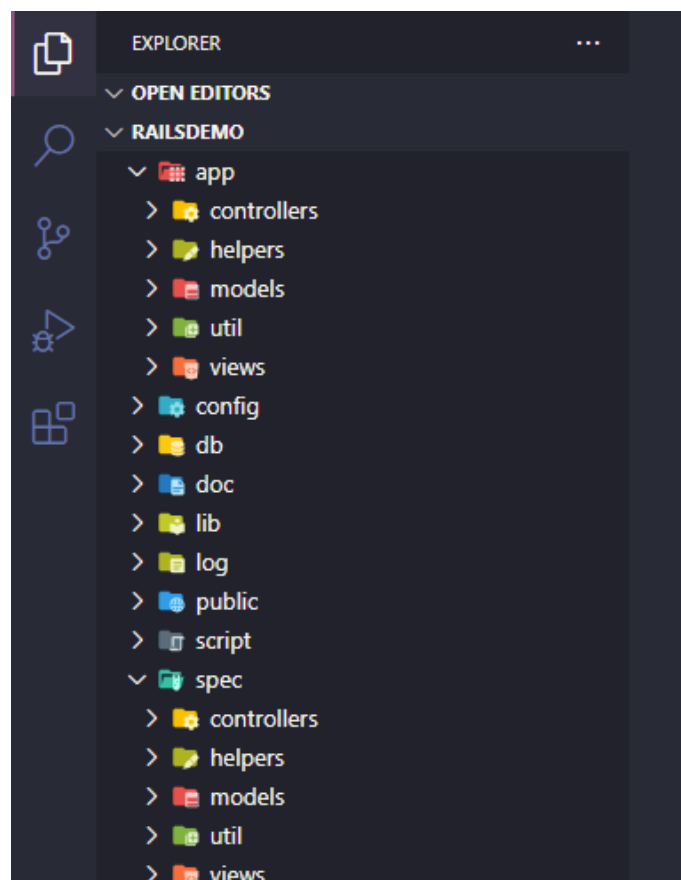 EXPLORER
OPEN EDITORS
RAILSDEMO
app
controllers
helpers
models
util
views
config
db
doc
lib
log
public
script
spec
controllers
helpers
models
util
views